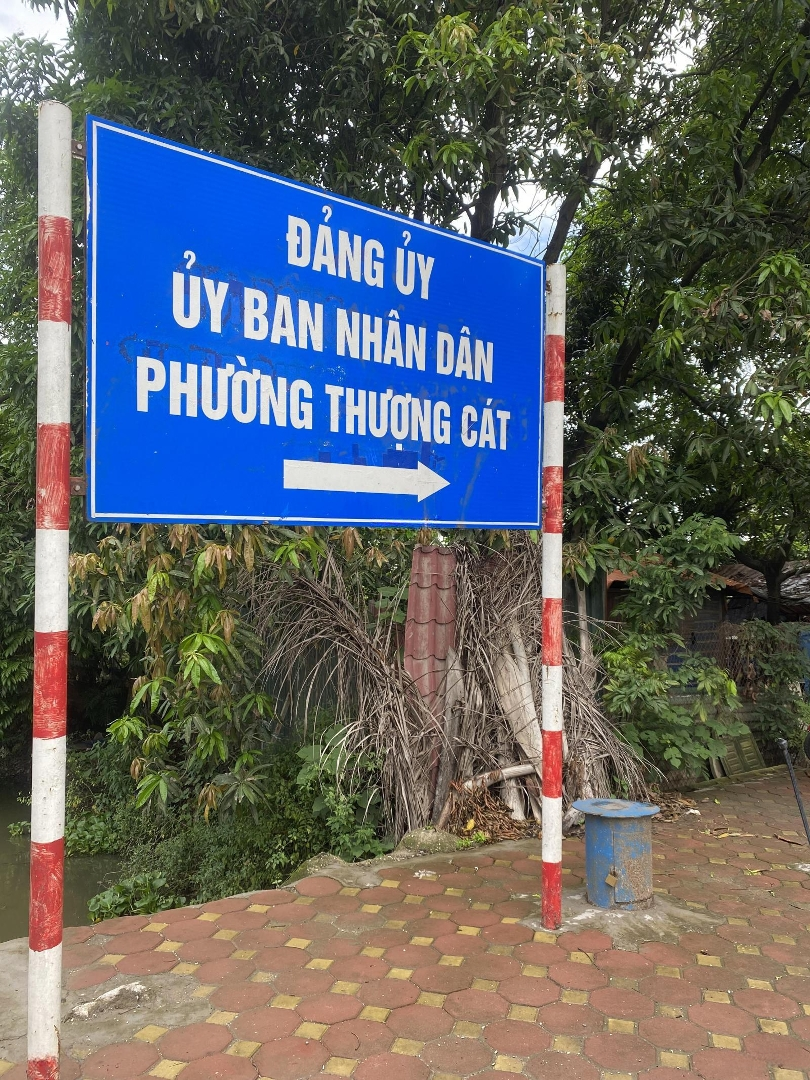 ĐẢNG ỦY
ỦY BAN NHÂN DÂN
PHƯỜNG THƯỢNG CÁT